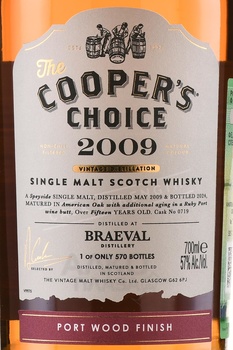 The
COOPER'S
CHOICE
2009
VINTAGE DISTILLATION
SINGLE MALT SCOTCH WHISKY
A Speyside SINGLE MALT, DISTILLED MAY 2009 & BOTTLED 2024,
MATURED IN American Oak with additional aging in a Ruby Port
wine butt, Over Fifteen YEARS OLD. Cask No 0719
DISTILLED AT
BRAEVAL
DISTILLERY
1 OF ONLY 570 BOTTLES
700ml e
57% Alc./Vol.
SELECTED BY
DISTILLED, MATURED & BOTTLED
IN SCOTLAND
THE VINTAGE MALT WHISKY Co. Ltd. GLASGOW G62 6PJ
PORT WOOD FINISH